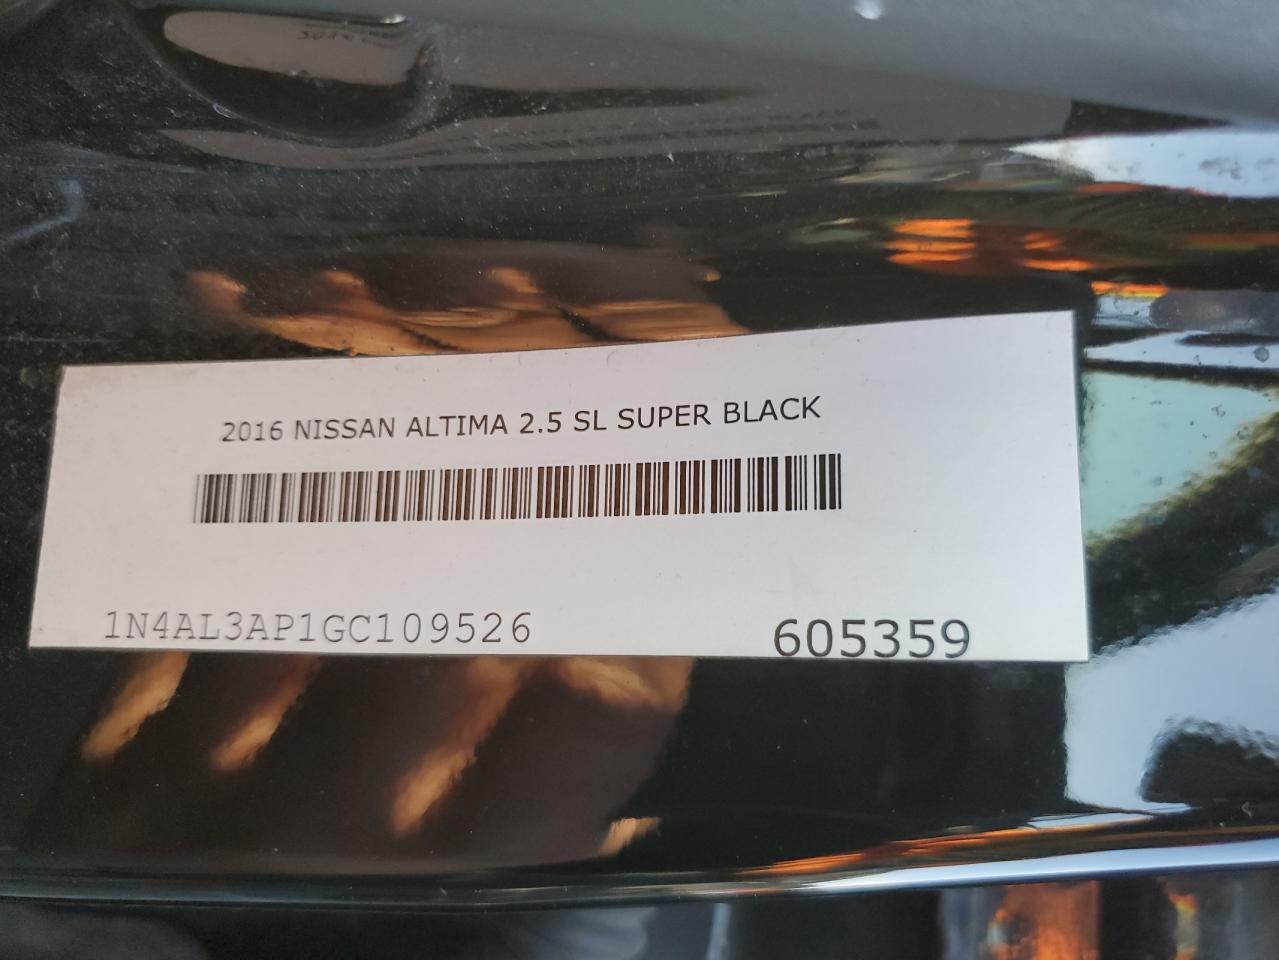 2016 NISSAN ALTIMA 2.5 SL SUPER BLACK
1N4AL3AP1GC109526
605359